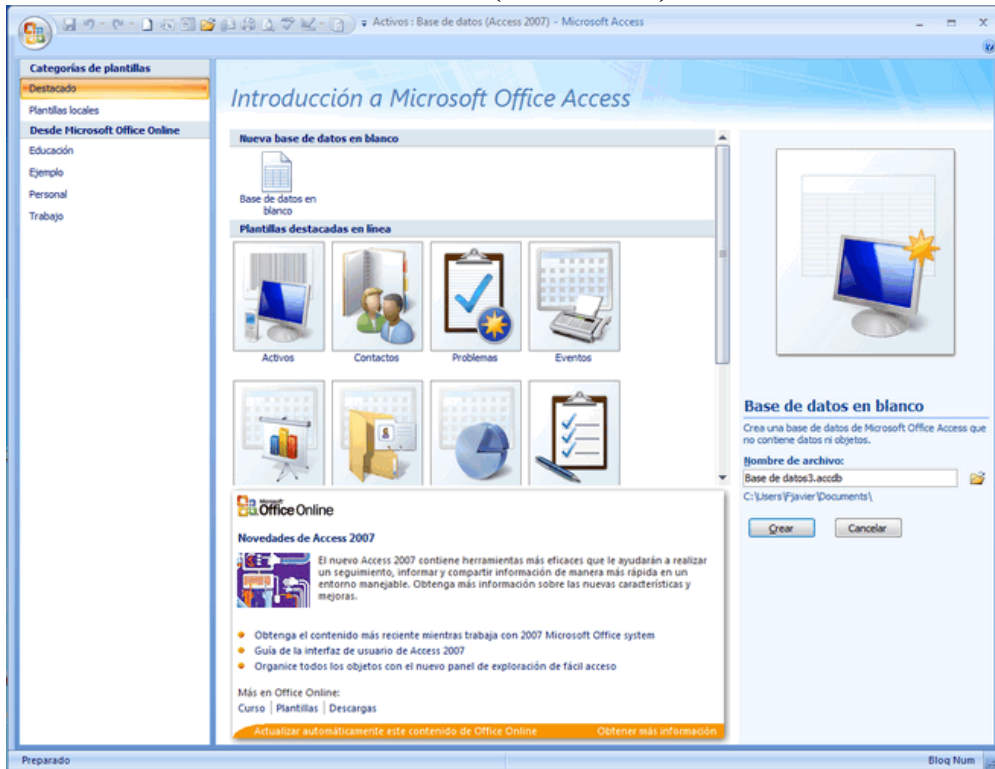 Activos : Base de datos (Access 2007) - Microsoft Access
Categorías de plantillas
Destacado
Plantillas locales
Desde Microsoft Office Online
Educación
Ejemplo
Personal
Trabajo
Introducción a Microsoft Office Access
Nueva base de datos en blanco
Base de datos en
blanco
Plantillas destacadas en línea
Activos
Contactos
Problemas
Eventos
Microsoft
Office Online
Novedades de Access 2007
El nuevo Access 2007 contiene herramientas más eficaces que le ayudarán a realizar
un seguimiento, informar y compartir información de manera más rápida en un
entorno manejable. Obtenga más información sobre las nuevas características y
mejoras.
Obtenga el contenido más reciente mientras trabaja con 2007 Microsoft Office system
Guía de la interfaz de usuario de Access 2007
Organice todos los objetos con el nuevo panel de exploración de fácil acceso
Más en Office Online:
Curso | Plantillas | Descargas
Actualizar automáticamente este contenido de Office Online
Obtener más información
Base de datos en blanco
Crea una base de datos de Microsoft Office Access que
no contiene datos ni objetos.
Nombre de archivo:
Base de datos3.accdb
C:\Users\Fjavier\Documents\
Crear
Cancelar
Preparado
Bloq Num